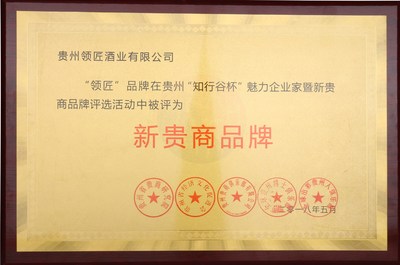 贵州领匠酒业有限公司
“领匠”品牌在贵州“知行谷杯”魅力企业家暨新贵
商品牌评选活动中被评为
新贵商品牌
二零一八年五月